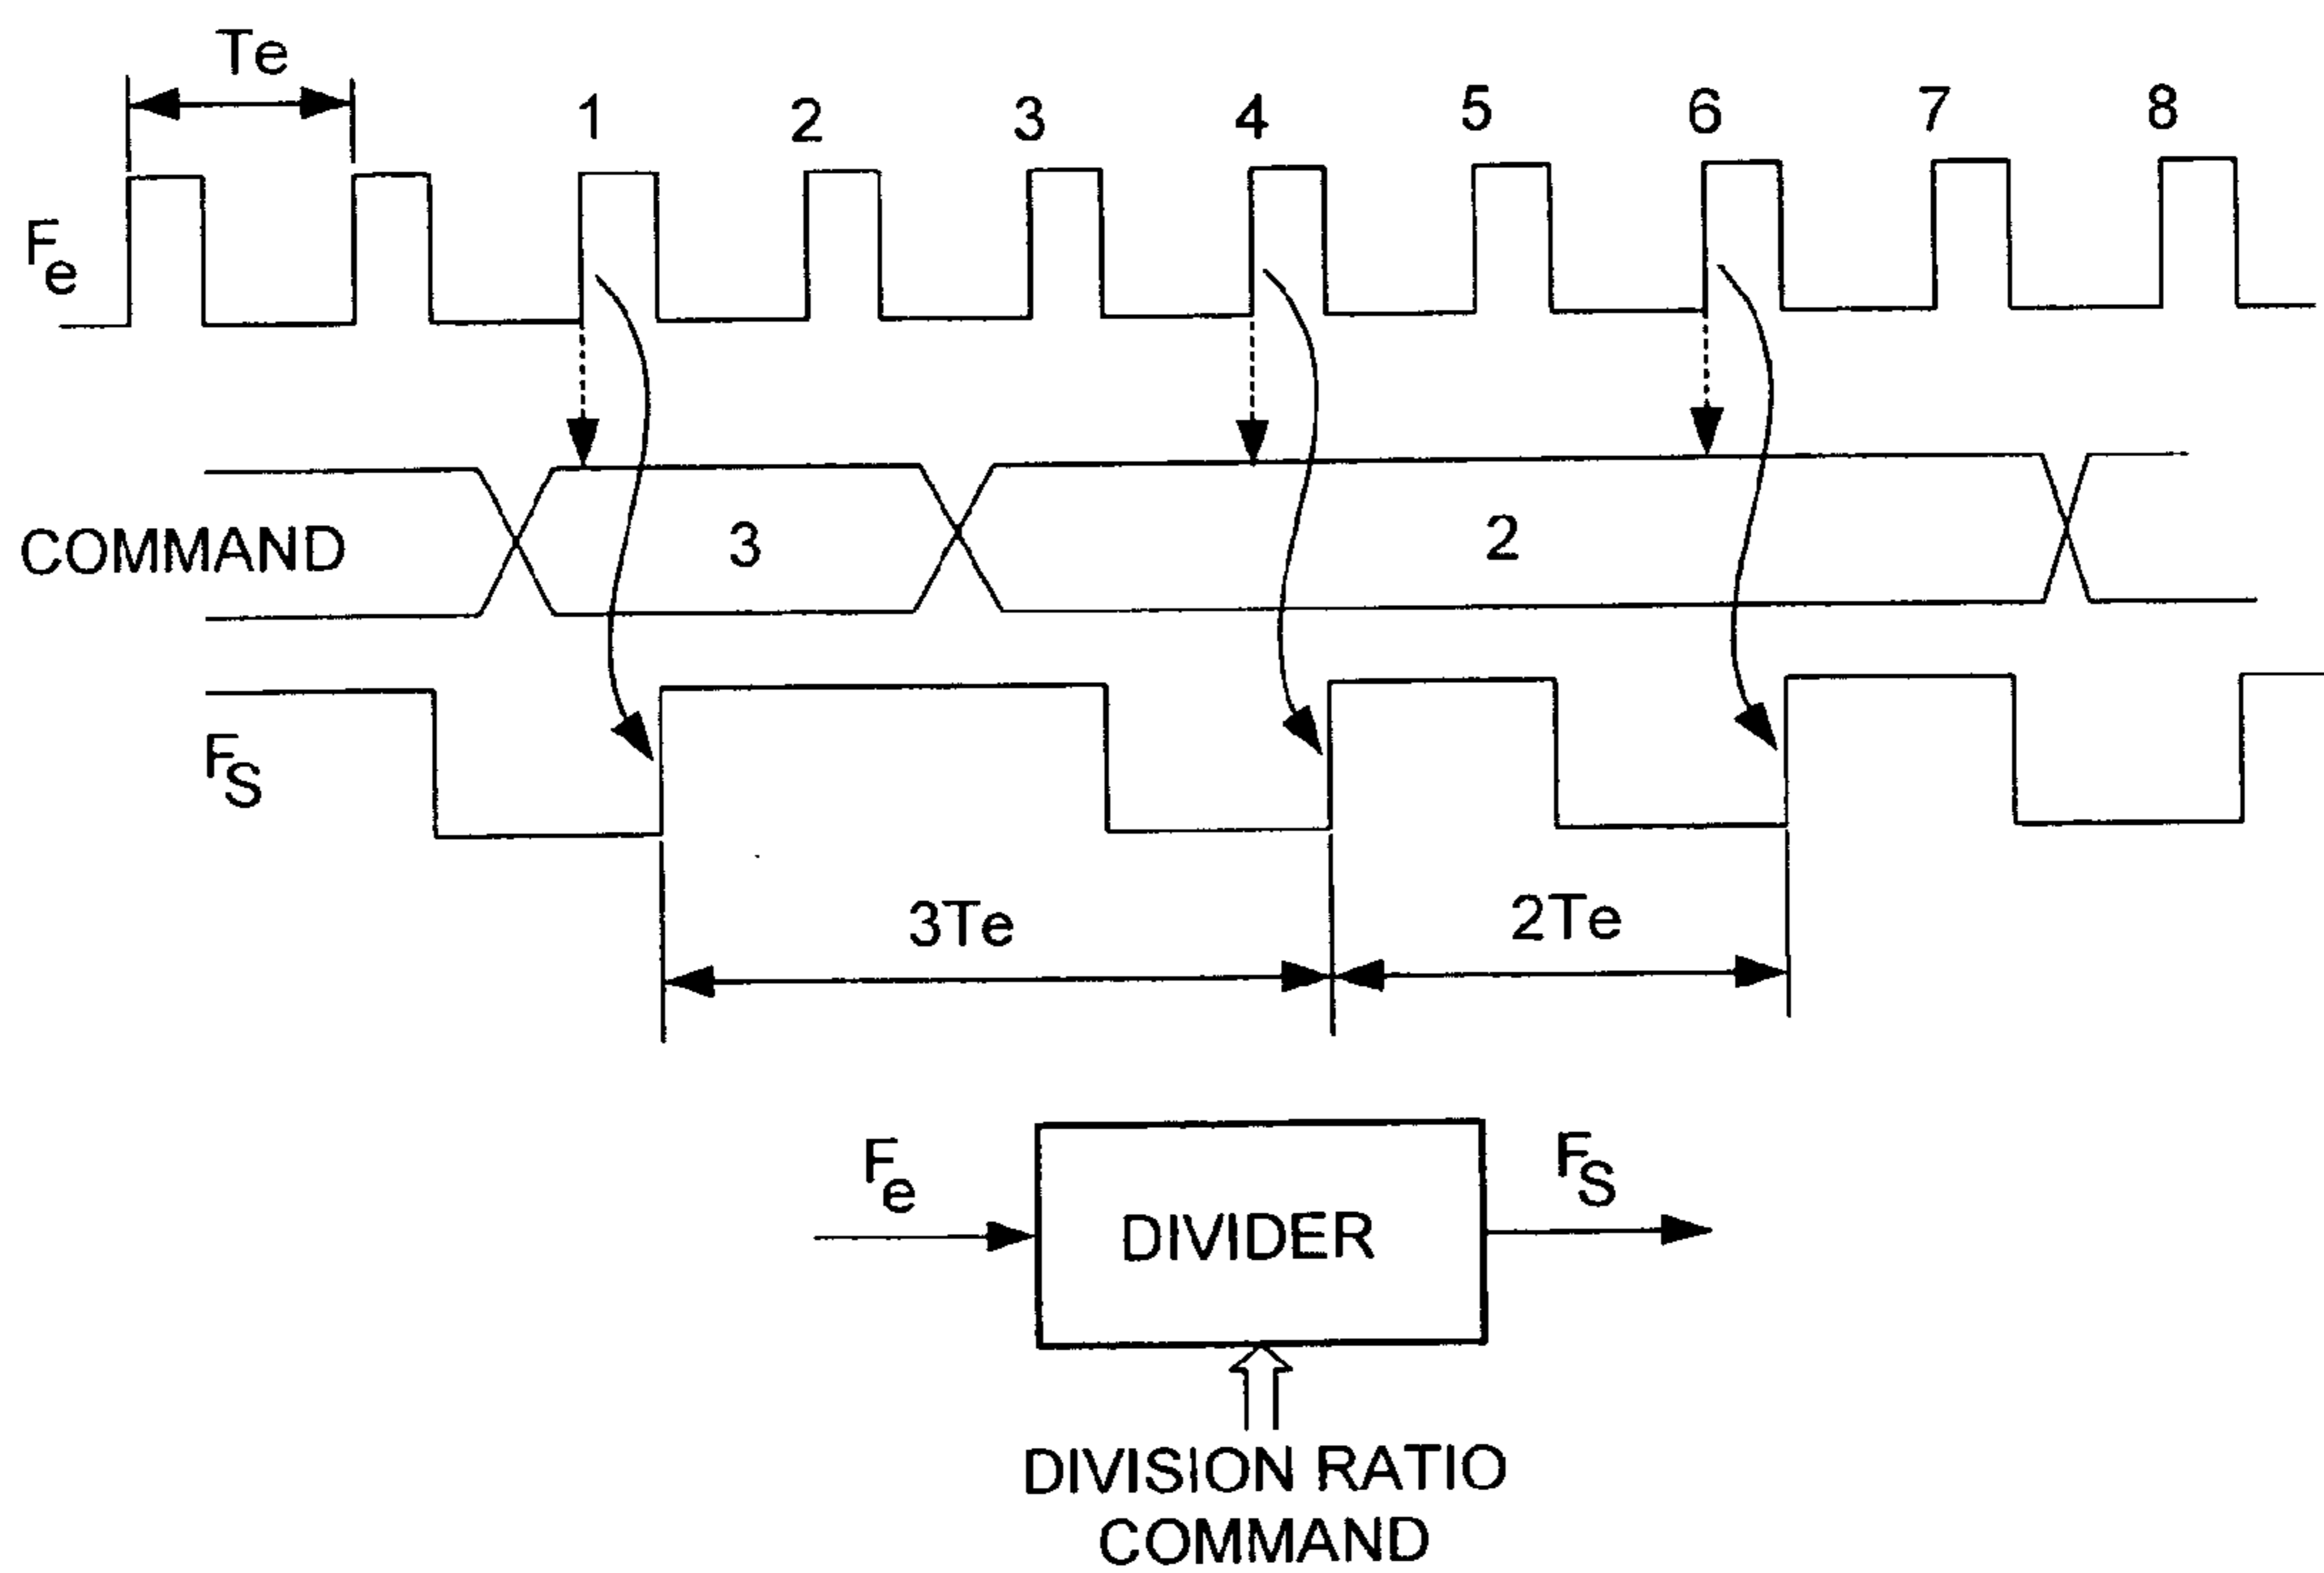 Te
1 2 3 4 5 6 7 8
Fe
COMMAND 3 2
FS
3Te 2Te
Fe FS
DIVIDER
DIVISION RATIO
COMMAND